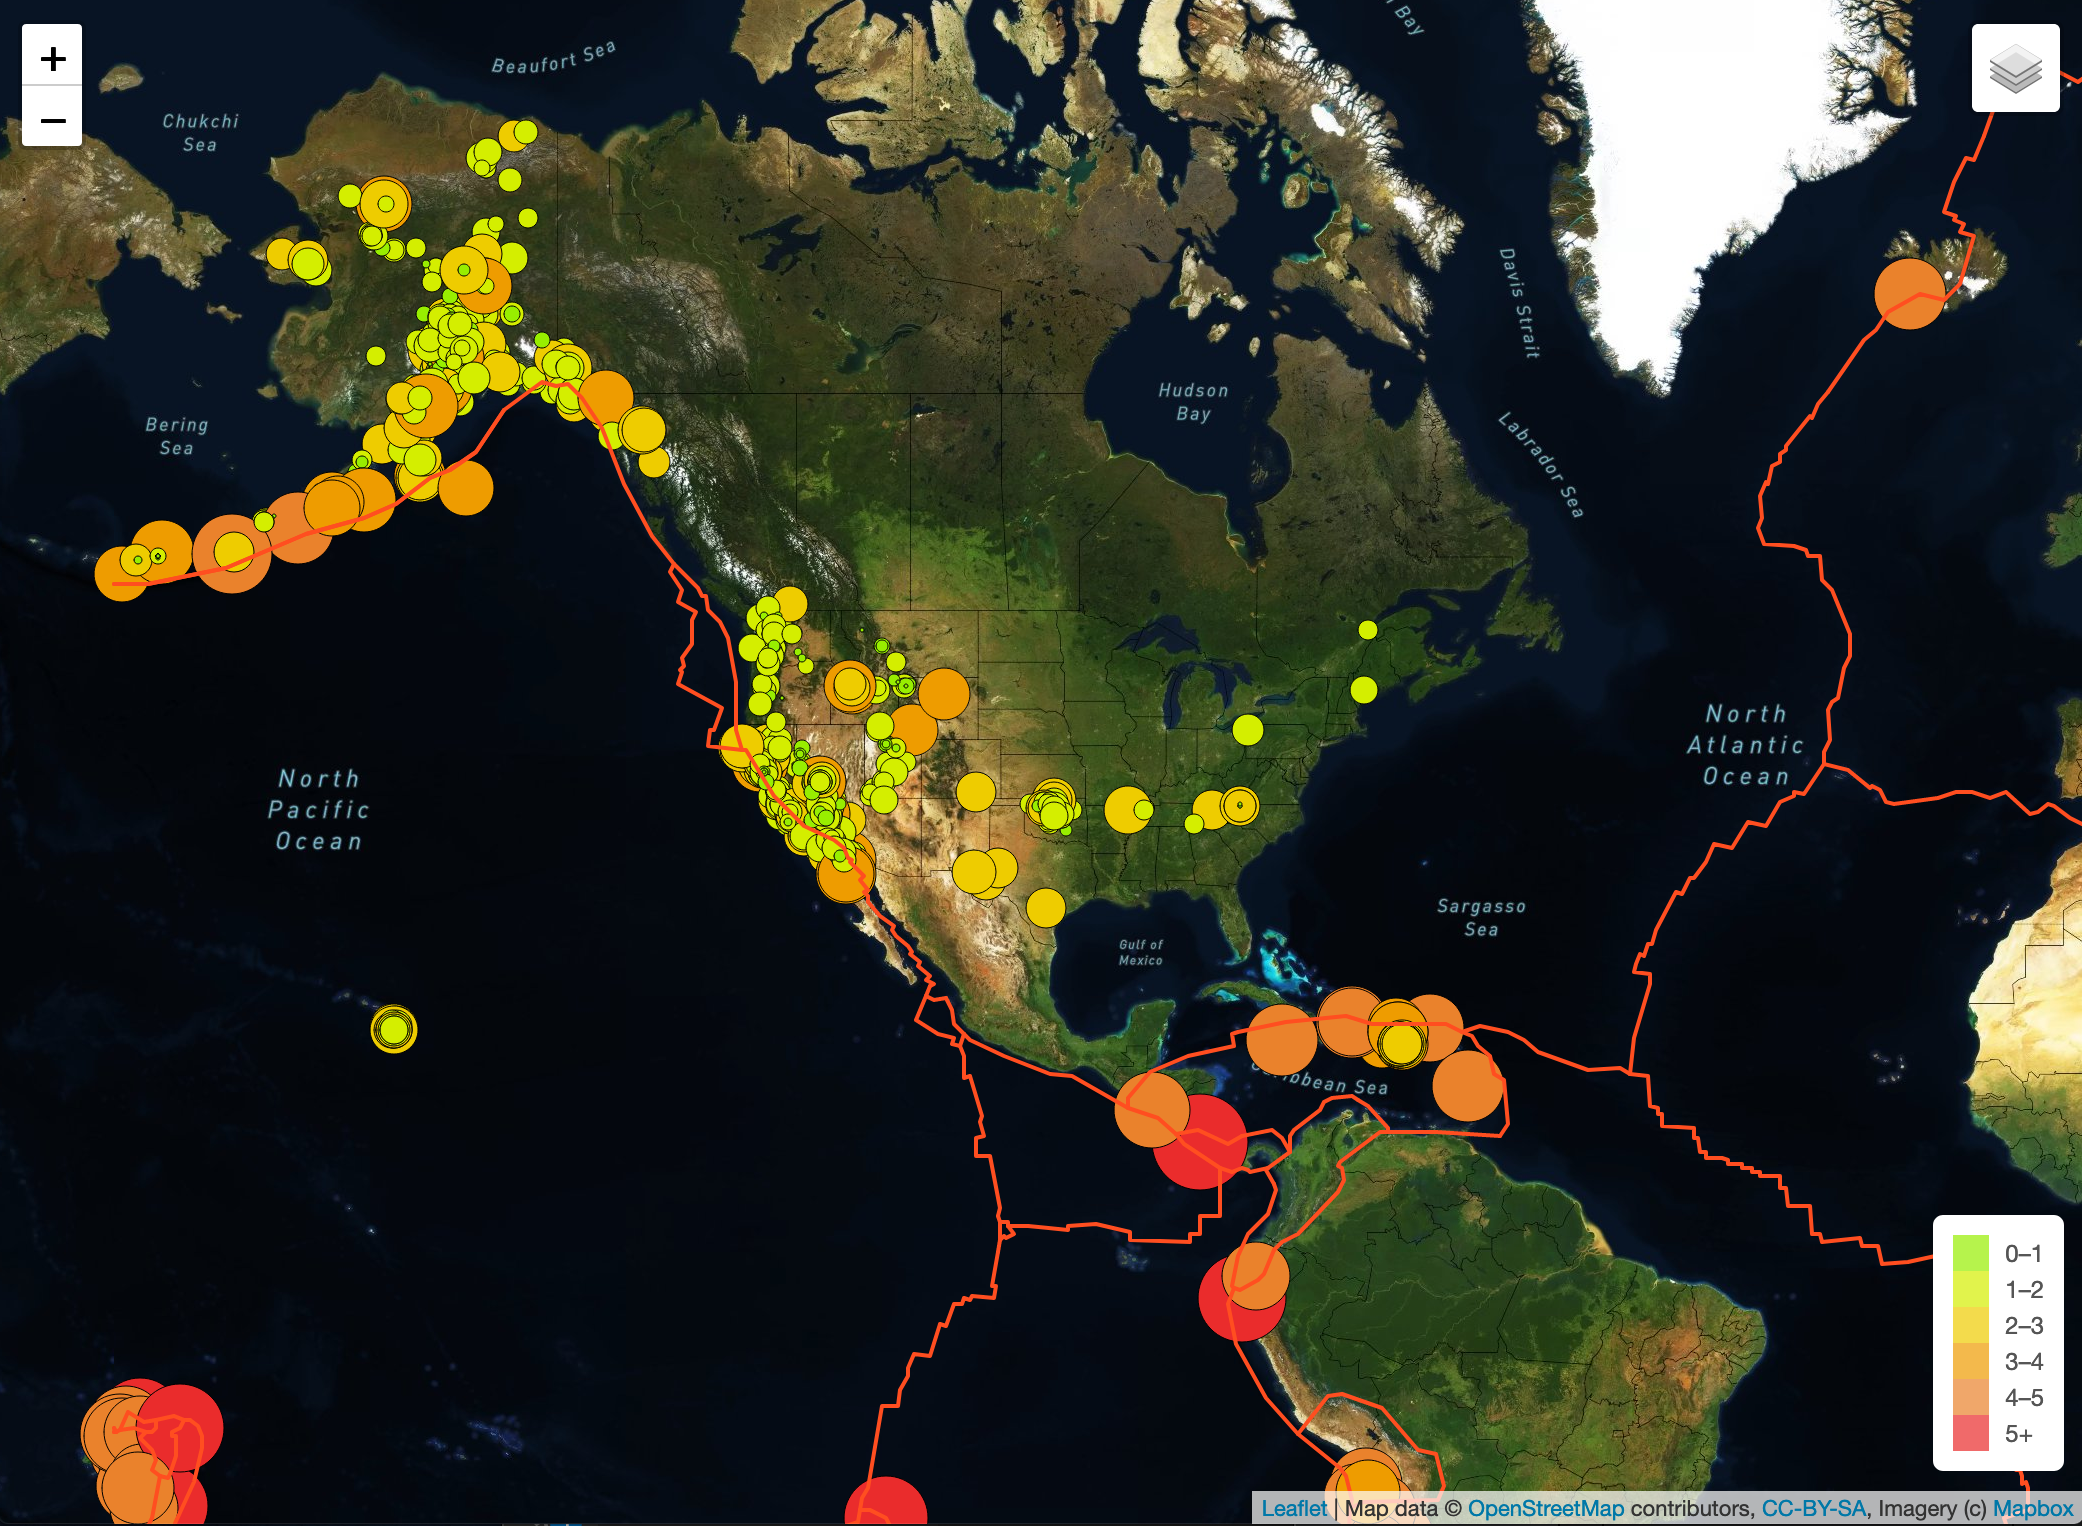 +
−
Beaufort Sea
Bay
Chukchi
Sea
Davis Strait
Hudson
Bay
Bering
Sea
Labrador Sea
North
Pacific
Ocean
North
Atlantic
Ocean
Sargasso
Sea
Gulf of
Mexico
Caribbean Sea
0–1
1–2
2–3
3–4
4–5
5+
Leaflet | Map data © OpenStreetMap contributors, CC-BY-SA, Imagery (c) Mapbox